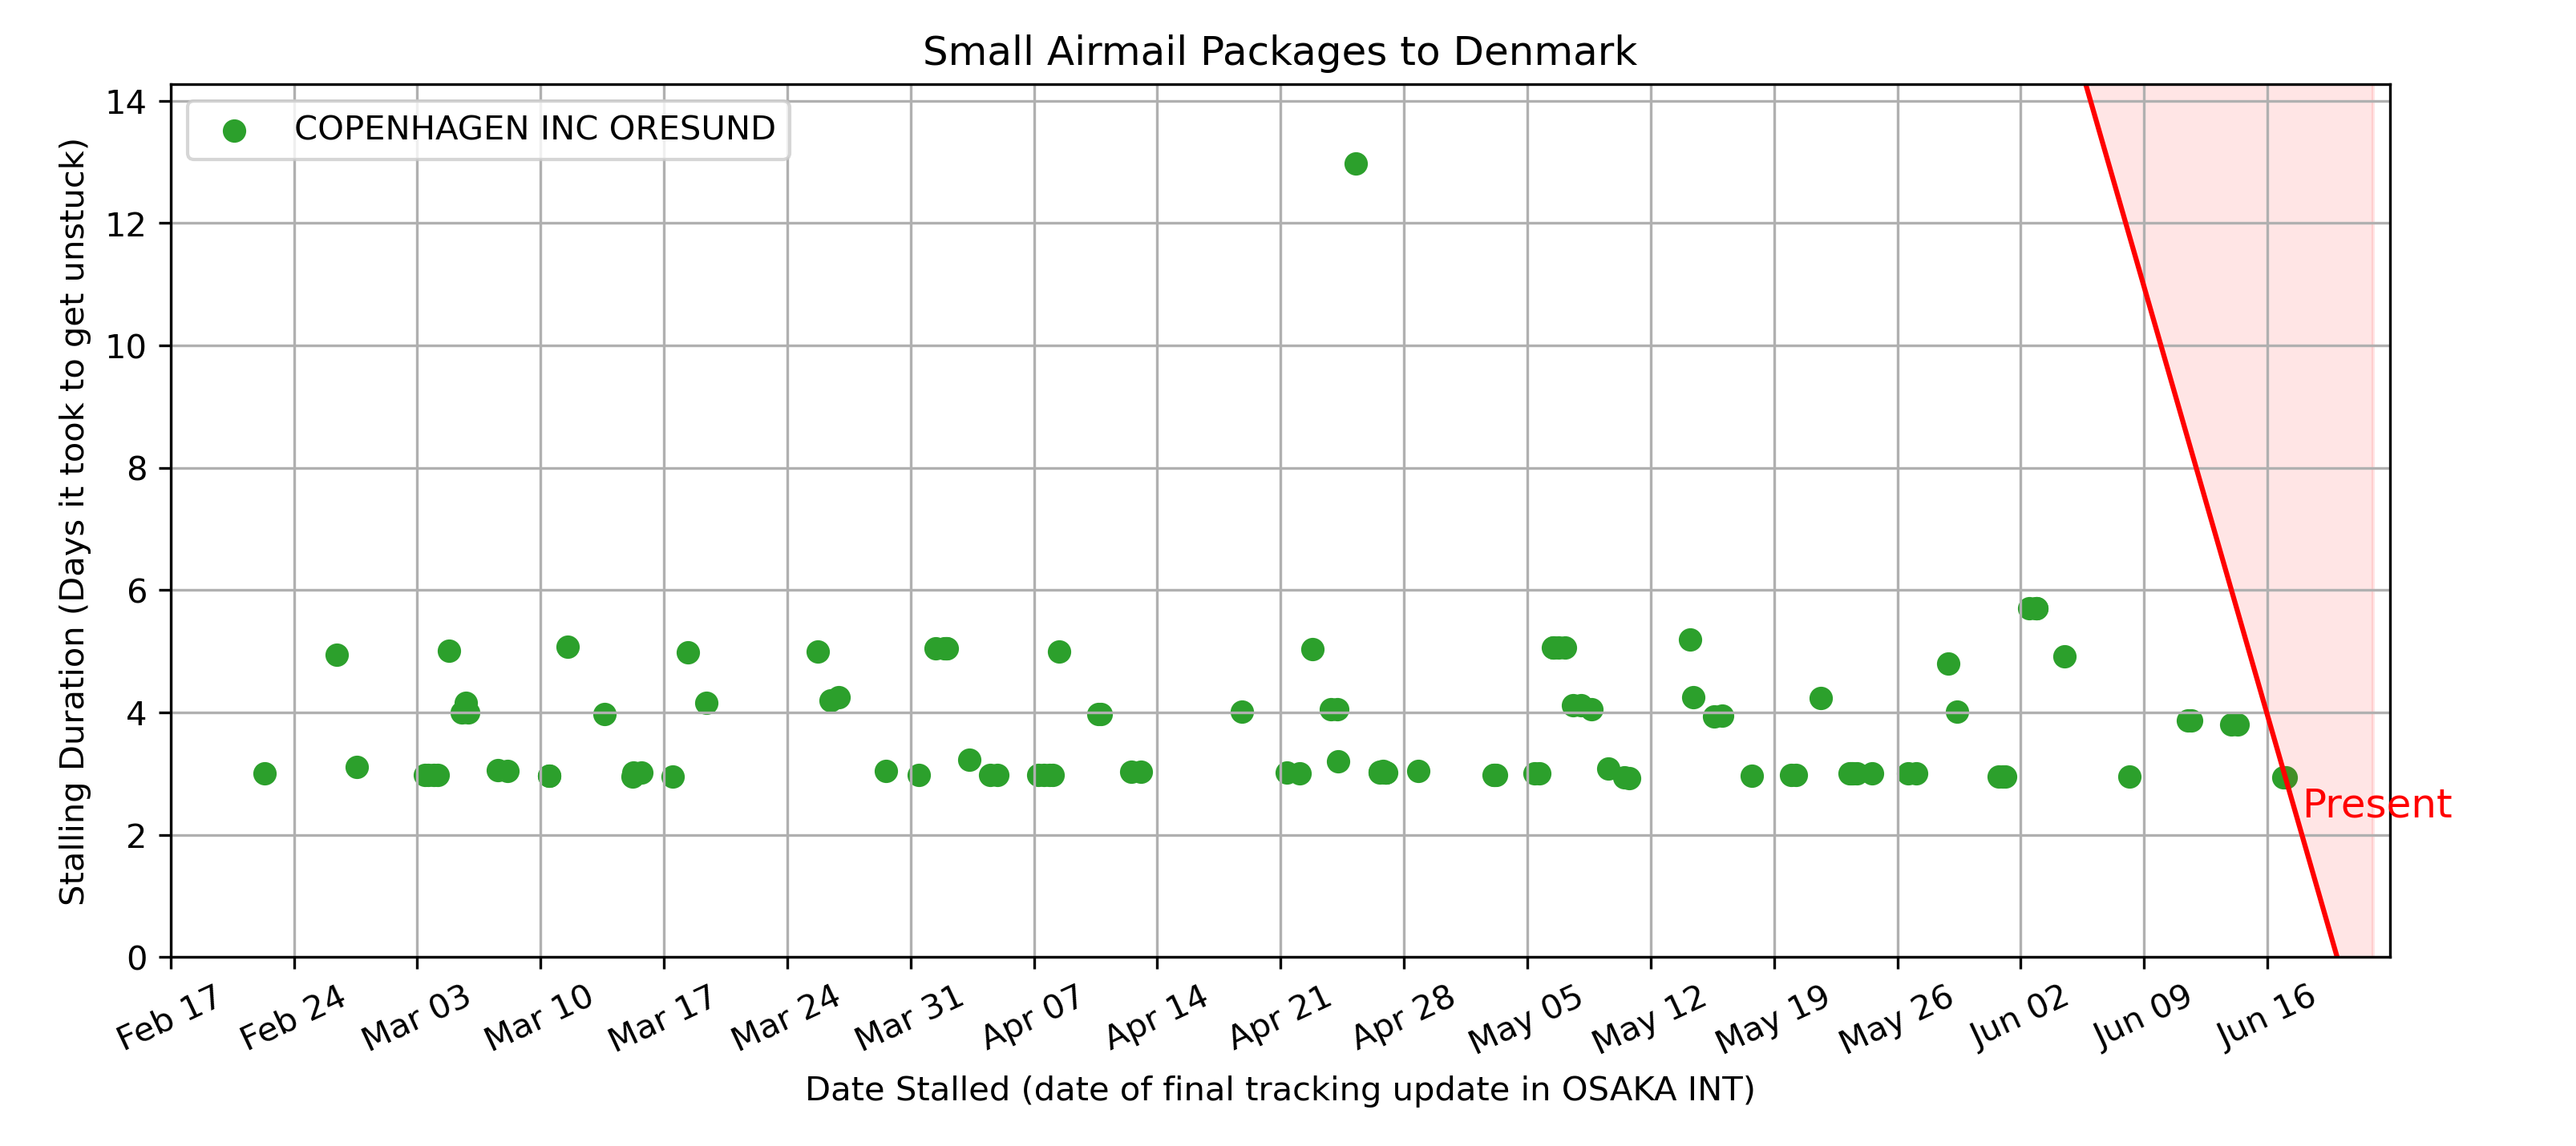 Small Airmail Packages to Denmark
COPENHAGEN INC ORESUND
Stalling Duration (Days it took to get unstuck)
14
12
10
8
6
4
2
0
Present
Feb 17
Feb 24
Mar 03
Mar 10
Mar 17
Mar 24
Mar 31
Apr 07
Apr 14
Apr 21
Apr 28
May 05
May 12
May 19
May 26
Jun 02
Jun 09
Jun 16
Date Stalled (date of final tracking update in OSAKA INT)